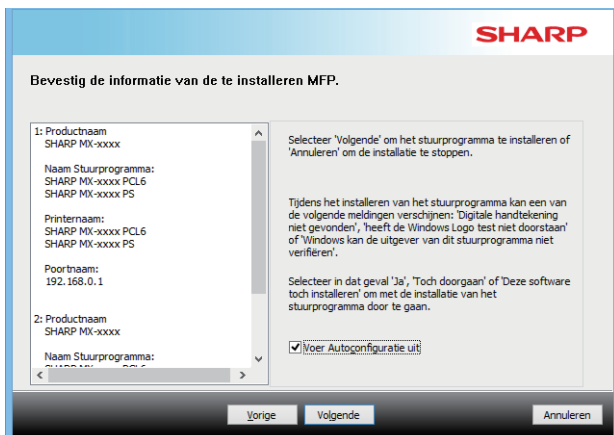 SHARP
Bevestig de informatie van de te installeren MFP.
1: Productnaam
SHARP MX-xxxx
Naam Stuurprogramma:
SHARP MX-xxxx PCL6
SHARP MX-xxxx PS
Printernaam:
SHARP MX-xxxx PCL6
SHARP MX-xxxx PS
Poortnaam:
192.168.0.1
2: Productnaam
SHARP MX-xxxx
Naam Stuurprogramma:
Selecteer 'Volgende' om het stuurprogramma te installeren of
'Annuleren' om de installatie te stoppen.
Tijdens het installeren van het stuurprogramma kan een van
de volgende meldingen verschijnen: 'Digitale handtekening
niet gevonden', 'heeft de Windows Logo test niet doorstaan'
of 'Windows kan de uitgever van dit stuurprogramma niet
verifiëren'.
Selecteer in dat geval 'Ja', 'Toch doorgaan' of 'Deze software
toch installeren' om met de installatie van het
stuurprogramma door te gaan.
Voer Autoconfiguratie uit
Vorige
Volgende
Annuleren